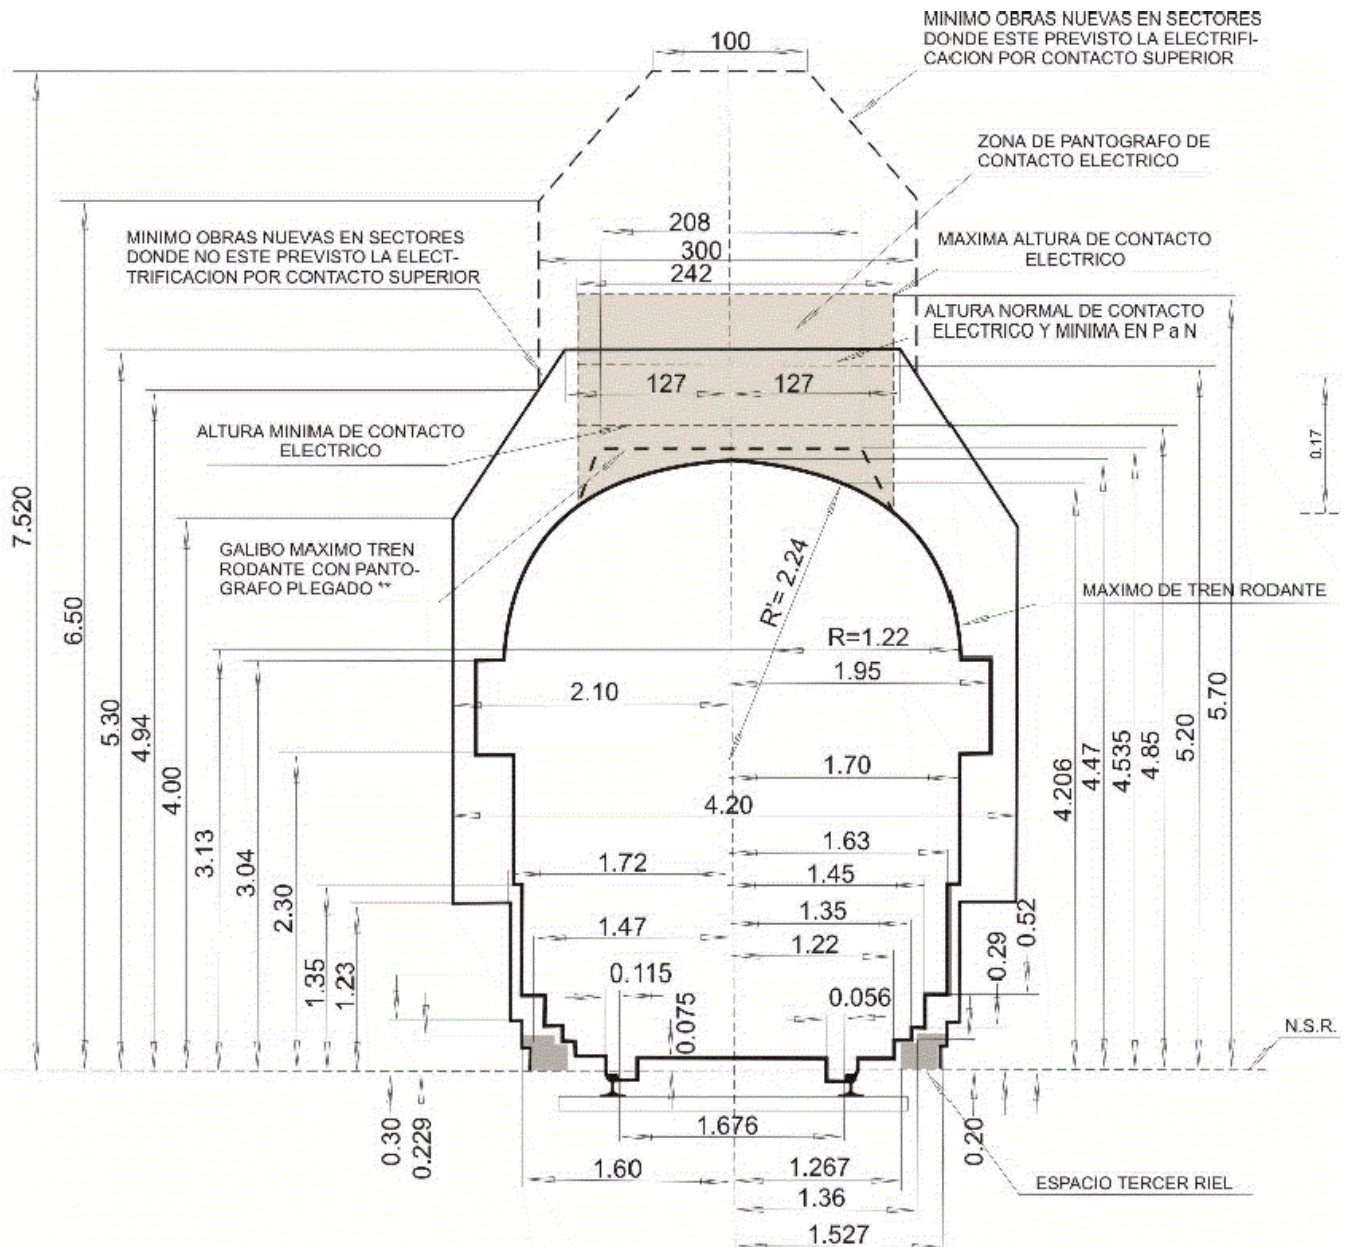 MINIMO OBRAS NUEVAS EN SECTORES
DONDE ESTE PREVISTO LA ELECTRIFI-
CACION POR CONTACTO SUPERIOR
100
ZONA DE PANTOGRAFO DE
CONTACTO ELECTRICO
208
MINIMO OBRAS NUEVAS EN SECTORES
DONDE NO ESTE PREVISTO LA ELECT-
TRIFICACION POR CONTACTO SUPERIOR
300
MAXIMA ALTURA DE CONTACTO
ELECTRICO
242
ALTURA NORMAL DE CONTACTO
ELECTRICO Y MINIMA EN P a N
127
127
ALTURA MINIMA DE CONTACTO
ELECTRICO
0.17
7.520
GALIBO MAXIMO TREN
RODANTE CON PANTO-
GRAFO PLEGADO **
R'= 2.24
MAXIMO DE TREN RODANTE
6.50
R=1.22
1.95
2.10
5.30
4.94
4.00
3.13
3.04
2.30
1.35
1.23
1.70
4.20
4.206
4.47
4.535
4.85
5.20
5.70
1.63
1.72
1.45
1.47
1.35
1.22
0.52
0.29
0.115
0.075
0.056
N.S.R.
0.30
0.229
1.676
0.20
1.60
1.267
ESPACIO TERCER RIEL
1.36
1.527